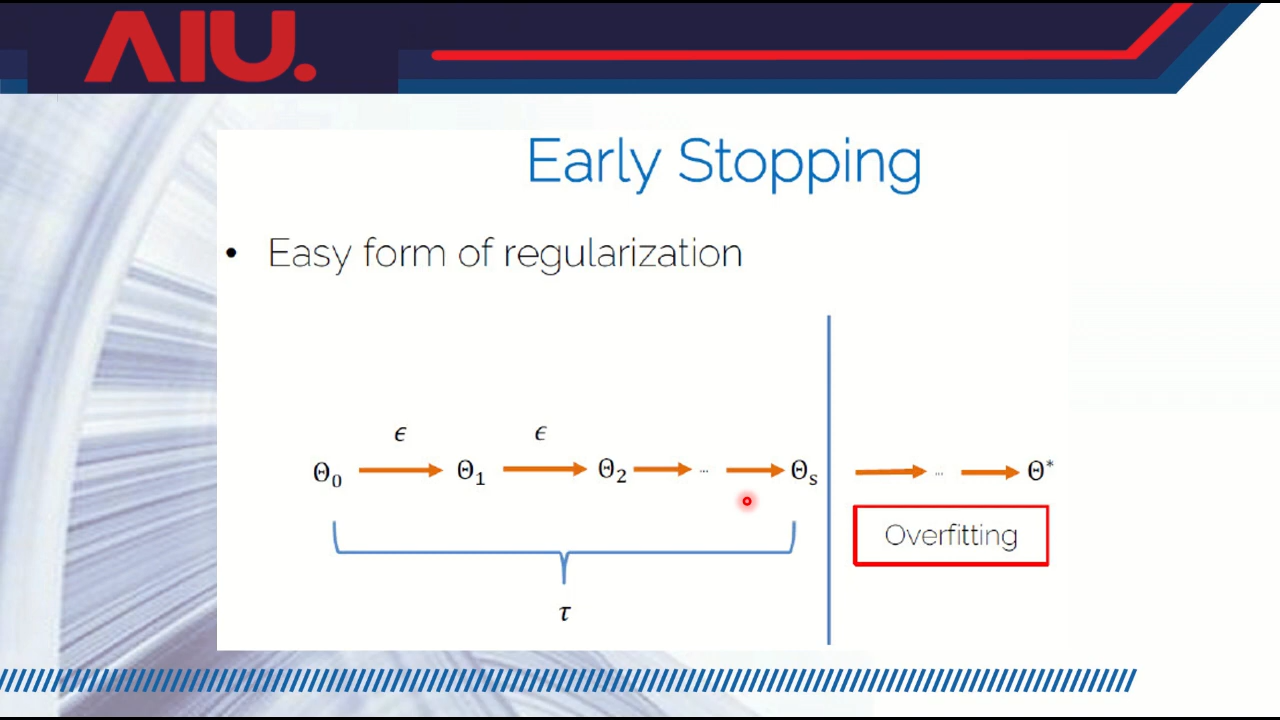 AIU.
Early Stopping
• Easy form of regularization
ϵ ϵ
Θ₀ Θ₁ Θ₂ ... Θₛ ... Θ*
Overfitting
τ